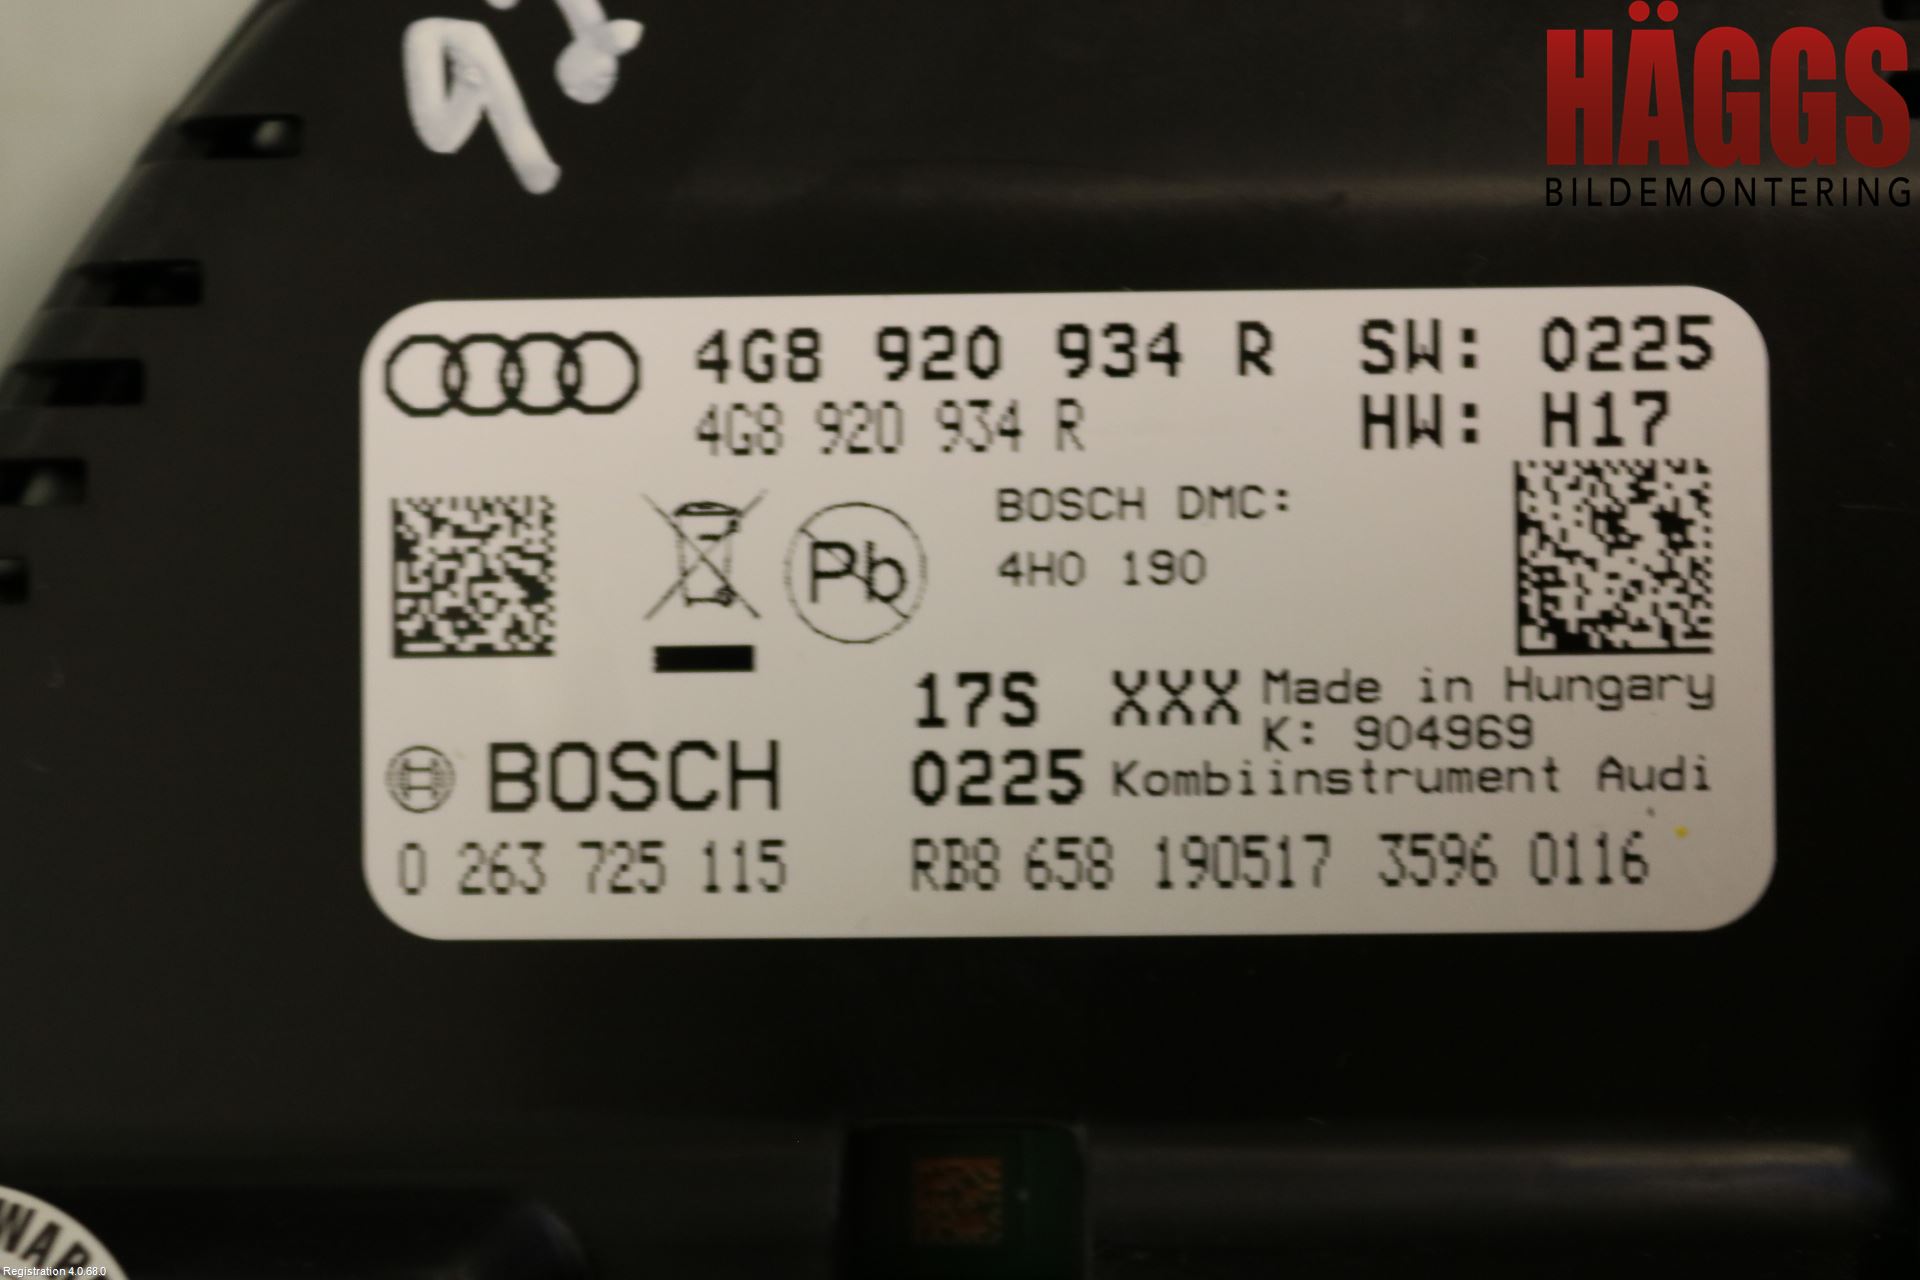 HÄGGS
BILDEMONTERING
4G8 920 934 R SW: 0225
4G8 920 934 R HW: H17
BOSCH DMC:
4H0 190
Pb
17S XXX Made in Hungary
K: 904969
BOSCH 0225 Kombiinstrument Audi
0 263 725 115 RB8 658 190517 3596 0116
Registration 4.0.68.0